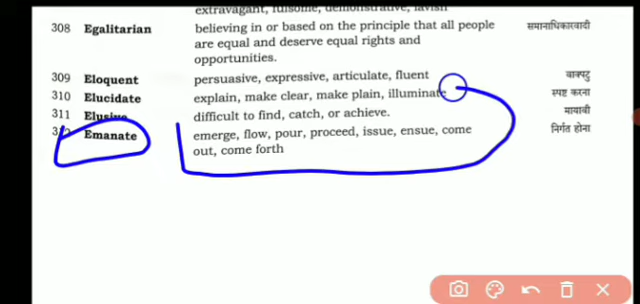 extravagant, fulsome, demonstrative, lavish
308 Egalitarian believing in or based on the principle that all people समानाधिकारवादी
are equal and deserve equal rights and
opportunities.
309 Eloquent persuasive, expressive, articulate, fluent वाक्पटु
310 Elucidate explain, make clear, make plain, illuminate स्पष्ट करना
311 Elusive difficult to find, catch, or achieve. मायावी
312 Emanate emerge, flow, pour, proceed, issue, ensue, come निर्गत होना
out, come forth